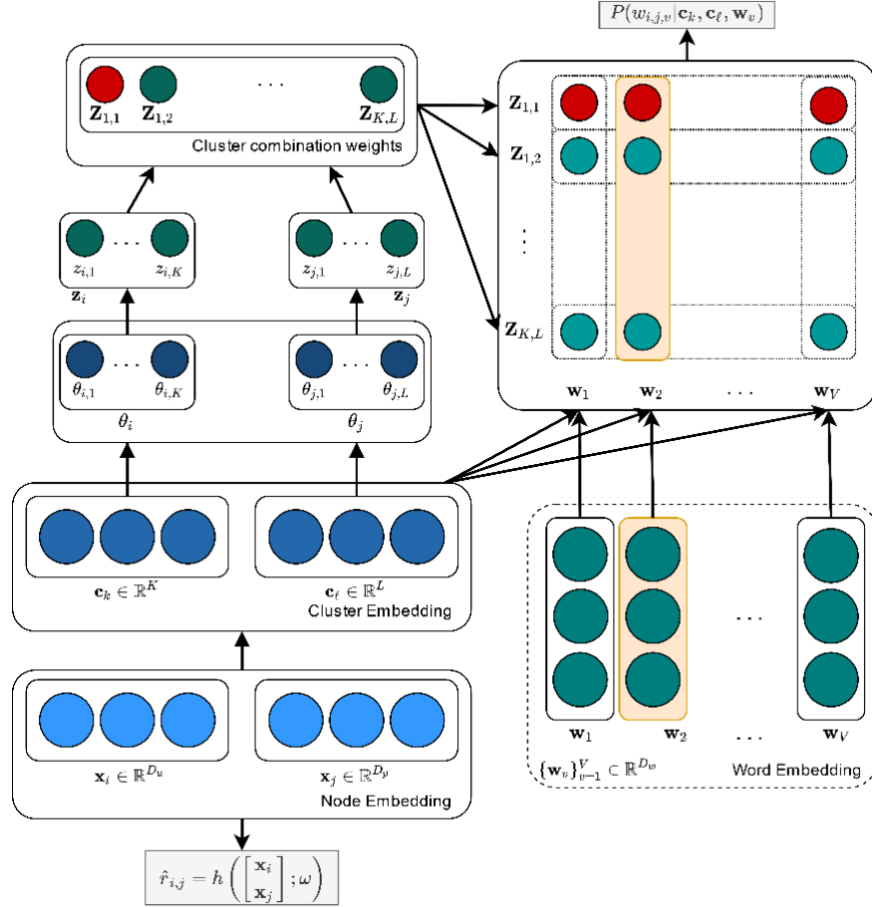 P(w_{i,j,v}|c_k, c_ℓ, w_v)
Z_{1,1} Z_{1,2} ... Z_{K,L}
Cluster combination weights
Z_{1,1}
Z_{1,2}
⋮
Z_{K,L}
w_1 w_2 ... w_V
... ...
z_{i,1} z_{i,K} z_{j,1} z_{j,L}
z_i z_j
... ...
θ_{i,1} θ_{i,K} θ_{j,1} θ_{j,L}
θ_i θ_j
c_k ∈ ℝ^K c_ℓ ∈ ℝ^L
Cluster Embedding
x_i ∈ ℝ^{D_u} x_j ∈ ℝ^{D_p}
Node Embedding
...
w_1 w_2 ... w_V
{w_v}_{v-1}^V ⊂ ℝ^{D_w} Word Embedding
r̂_{i,j} = h([x_i x_j]; ω)